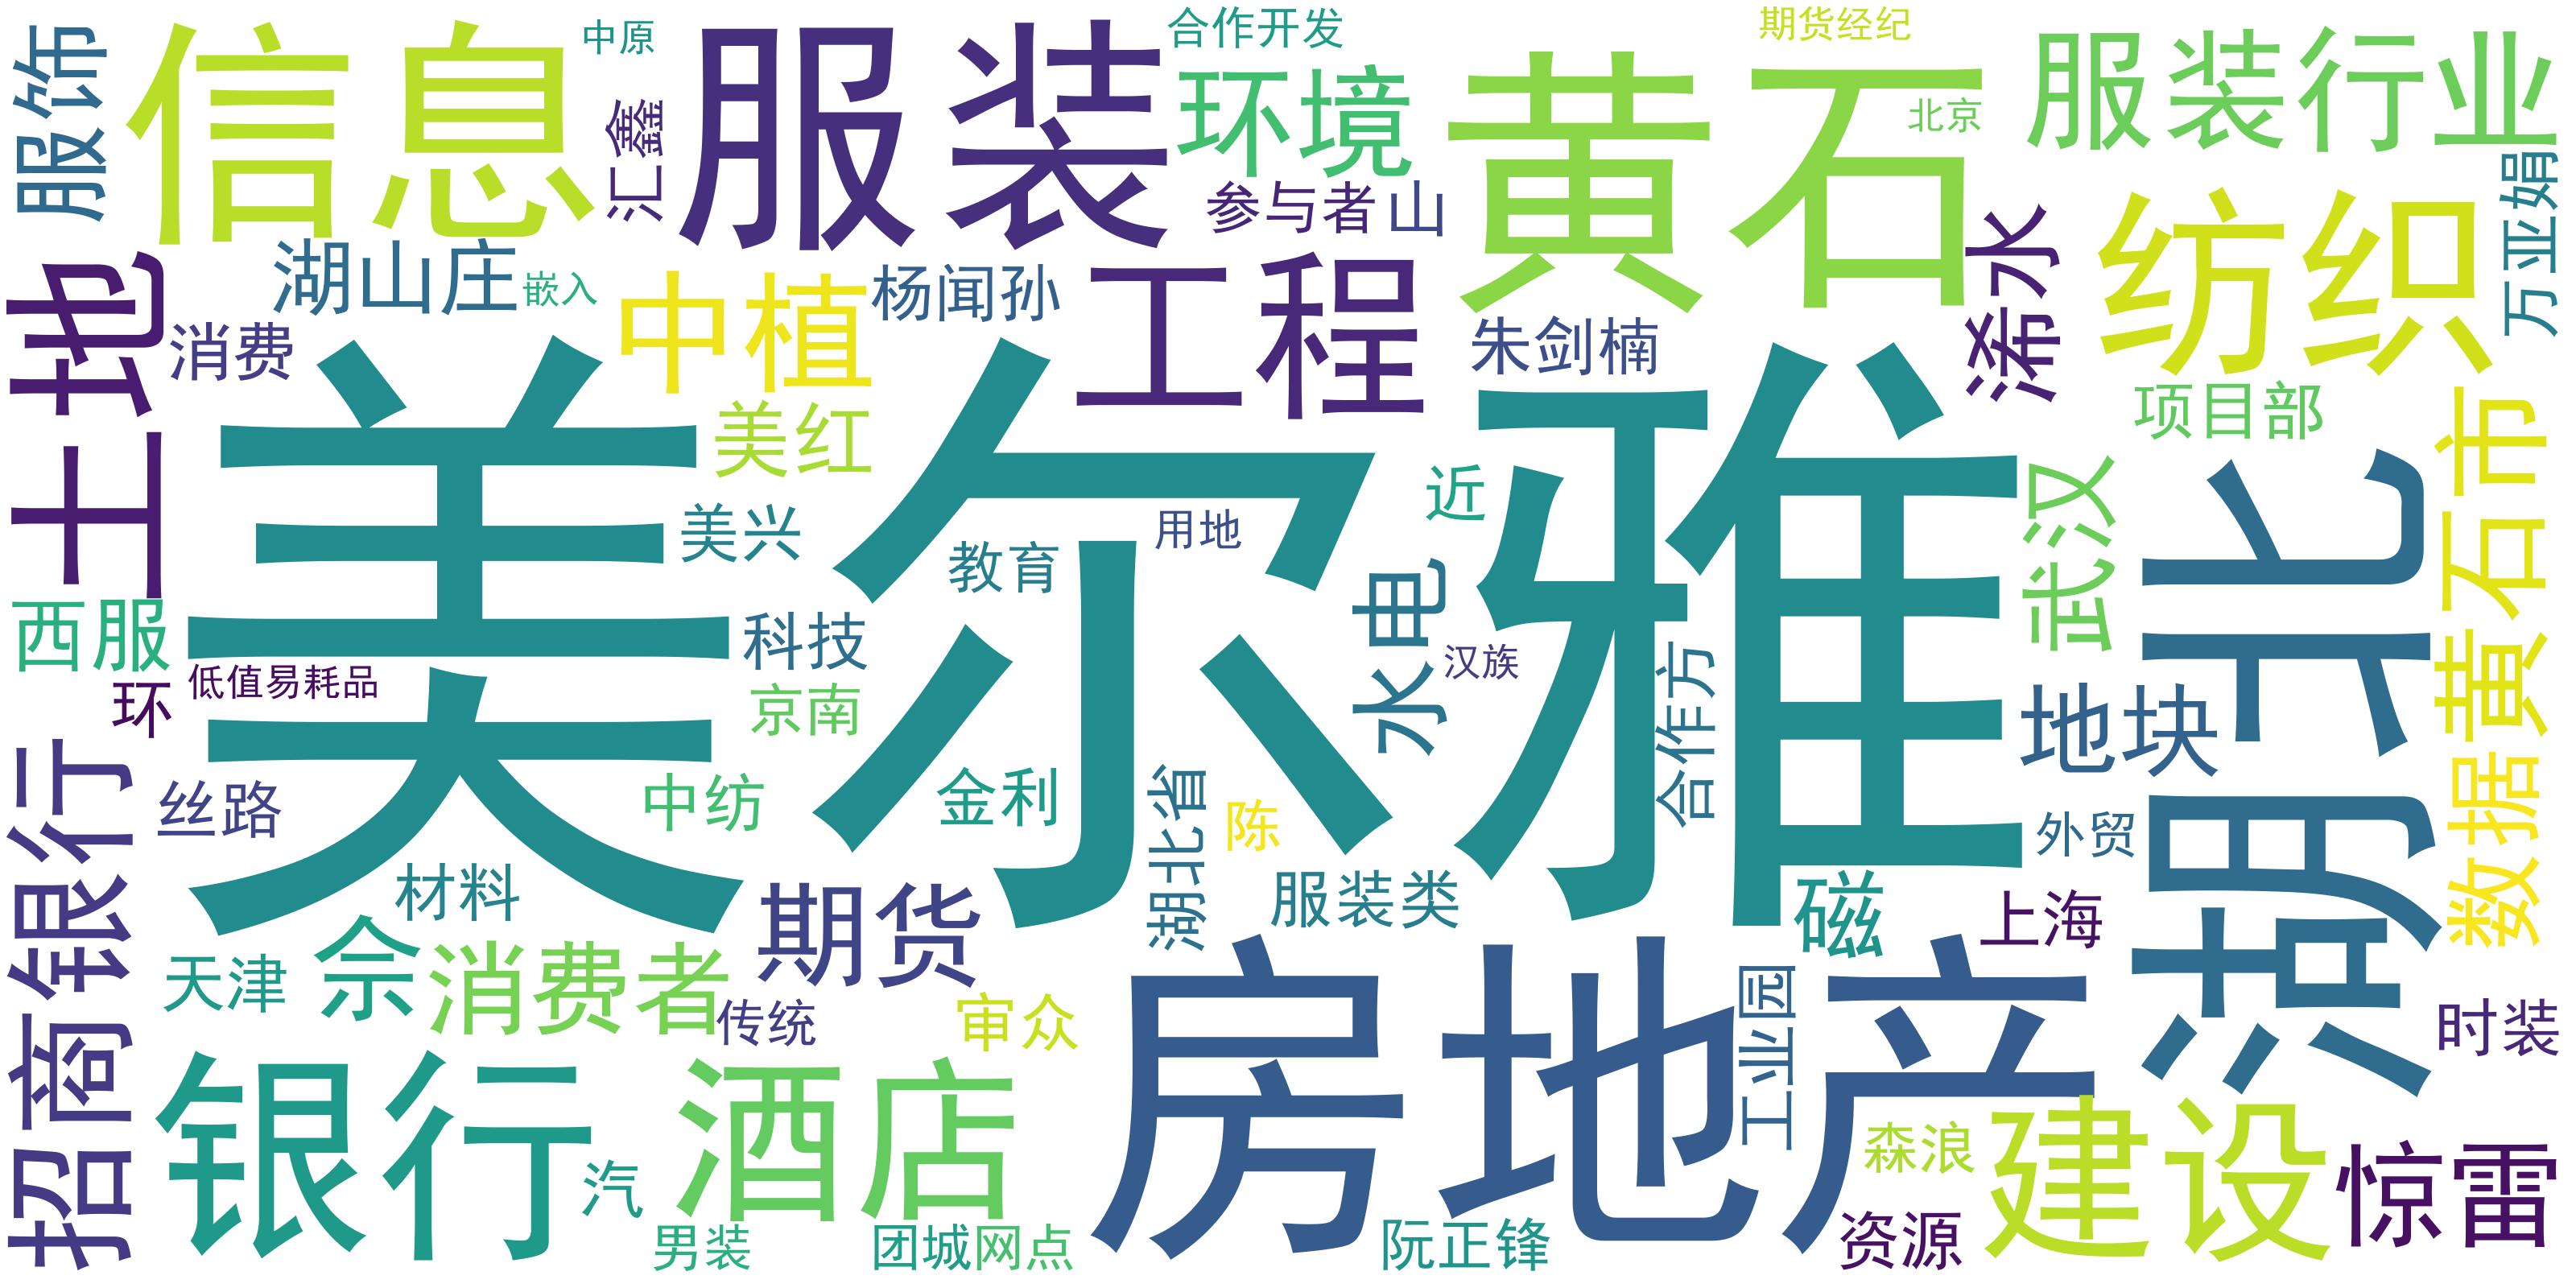 服饰
信息
中原
汇鑫
服装
合作开发
环境
参与者
山
黄石
期货经纪
北京
服装行业
万亚娟
土地
湖山庄
嵌入
消费
中植
杨闻孙
工程
朱剑楠
浠水
纺织
项目部
美尔雅
美红
美兴
教育
用地
近
武汉
湖北
黄石市
西服
低值易耗品
环
科技
京南
水电
汉族
合作方
地块
数据
招商银行
丝路
中纺
金利
湖北省
陈
外贸
材料
服装类
磁
上海
天津
佘
消费者
期货
传统
审众
房地产
工业园
时装
银行
汽
酒店
男装
团城
网点
阮正锋
森浪
资源
建设
惊雷